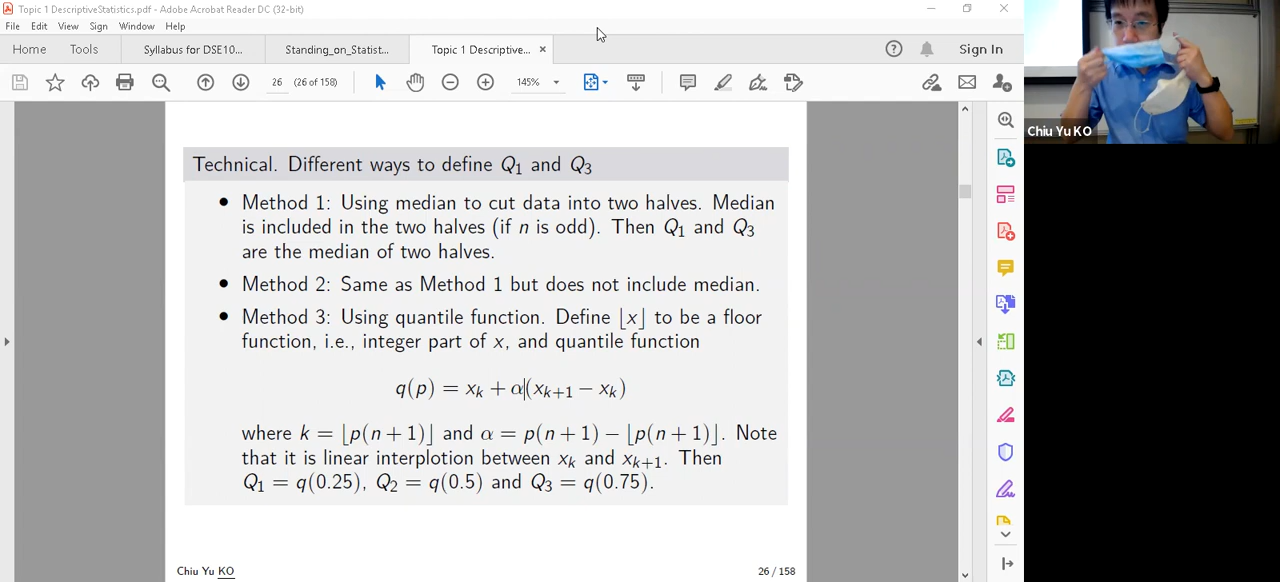 Topic 1 DescriptiveStatistics.pdf - Adobe Acrobat Reader DC (32-bit)
File Edit View Sign Window Help
Home Tools Syllabus for DSE10... Standing_on_Statist... Topic 1 Descriptive... × Sign In
26 (26 of 158) 145%
Technical. Different ways to define Q₁ and Q₃
• Method 1: Using median to cut data into two halves. Median
is included in the two halves (if n is odd). Then Q₁ and Q₃
are the median of two halves.
• Method 2: Same as Method 1 but does not include median.
• Method 3: Using quantile function. Define ⌊x⌋ to be a floor
function, i.e., integer part of x, and quantile function
q(p) = xₖ + α(xₖ₊₁ − xₖ)
where k = ⌊p(n + 1)⌋ and α = p(n + 1) − ⌊p(n + 1)⌋. Note
that it is linear interplotion between xₖ and xₖ₊₁. Then
Q₁ = q(0.25), Q₂ = q(0.5) and Q₃ = q(0.75).
Chiu Yu KO 26 / 158
Chiu Yu KO